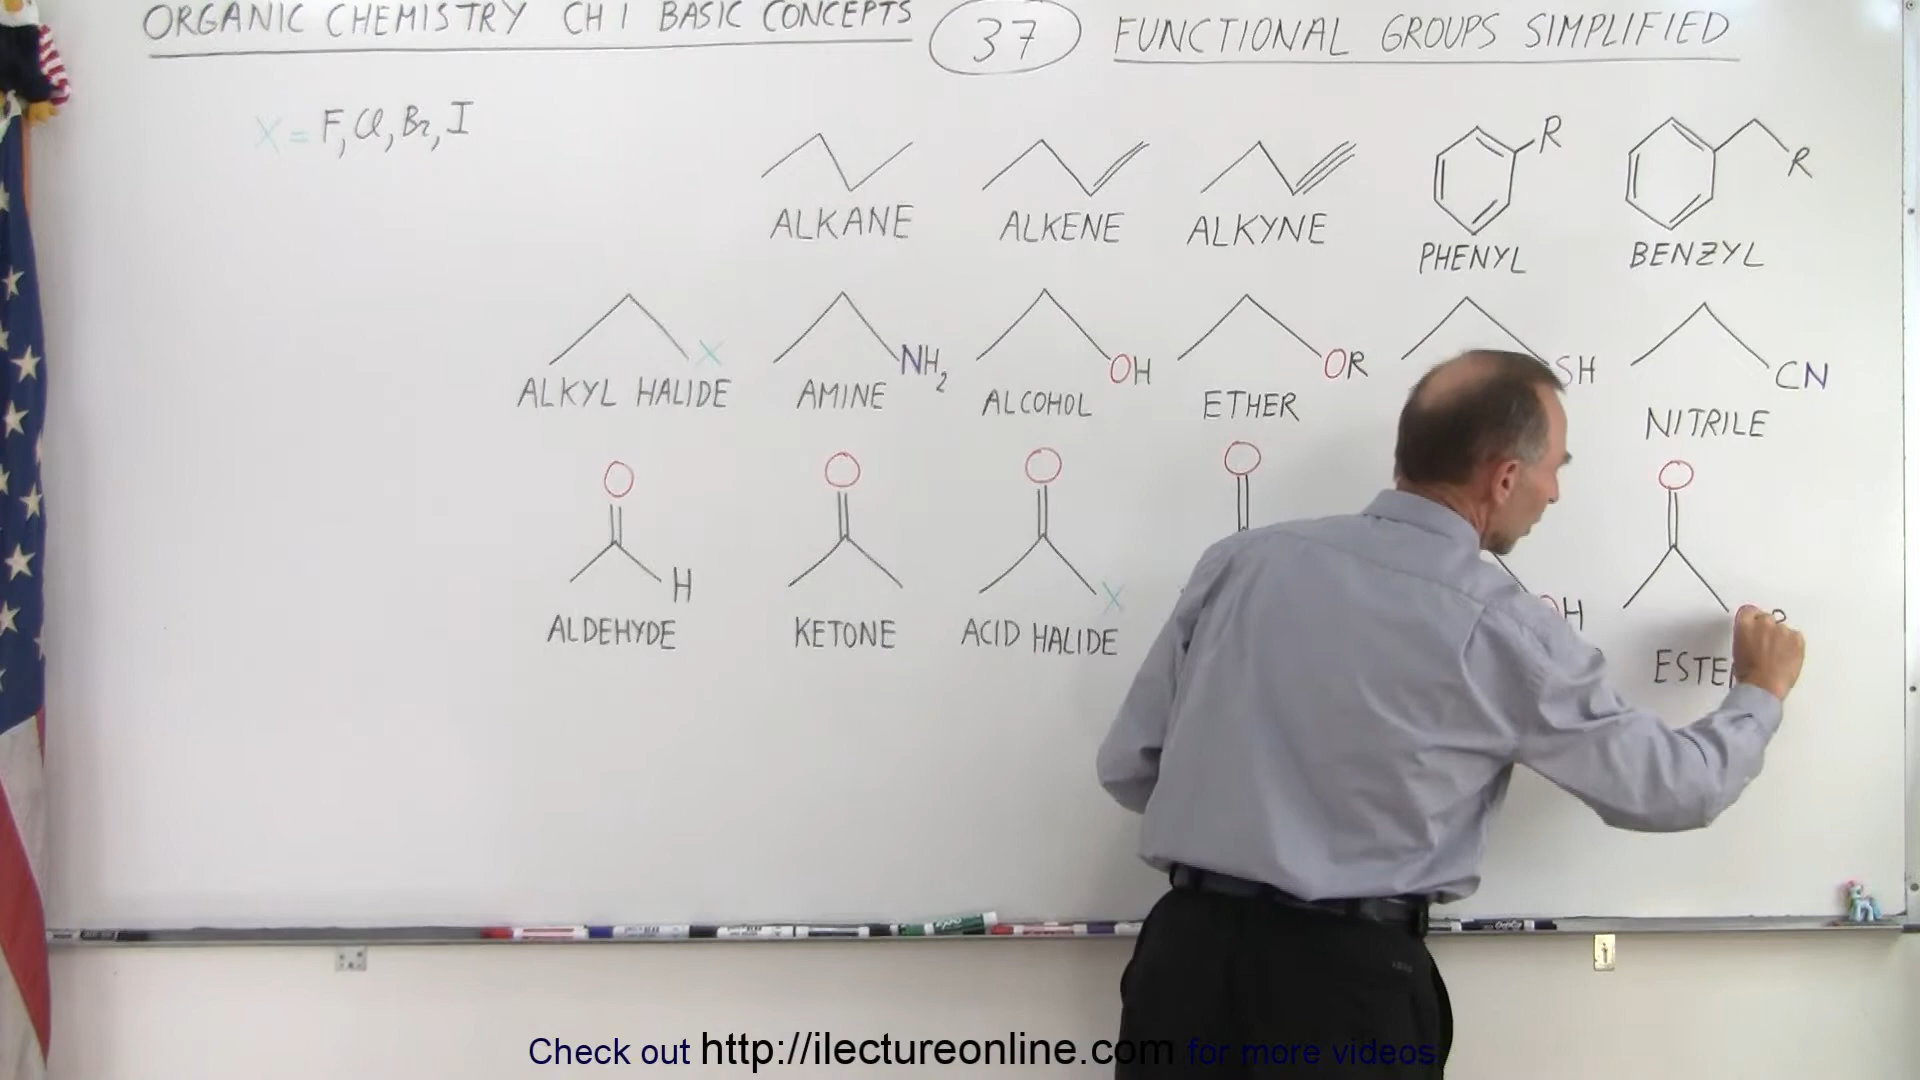 ORGANIC CHEMISTRY CH 1 BASIC CONCEPTS 37 FUNCTIONAL GROUPS SIMPLIFIED
X = F, Cl, Br, I
R R
ALKANE ALKENE ALKYNE PHENYL BENZYL
X NH2 OH OR SH CN
ALKYL HALIDE AMINE ALCOHOL ETHER NITRILE
O O O O O
H X OH
ALDEHYDE KETONE ACID HALIDE ESTE
Check out http://ilectureonline.com for more videos.